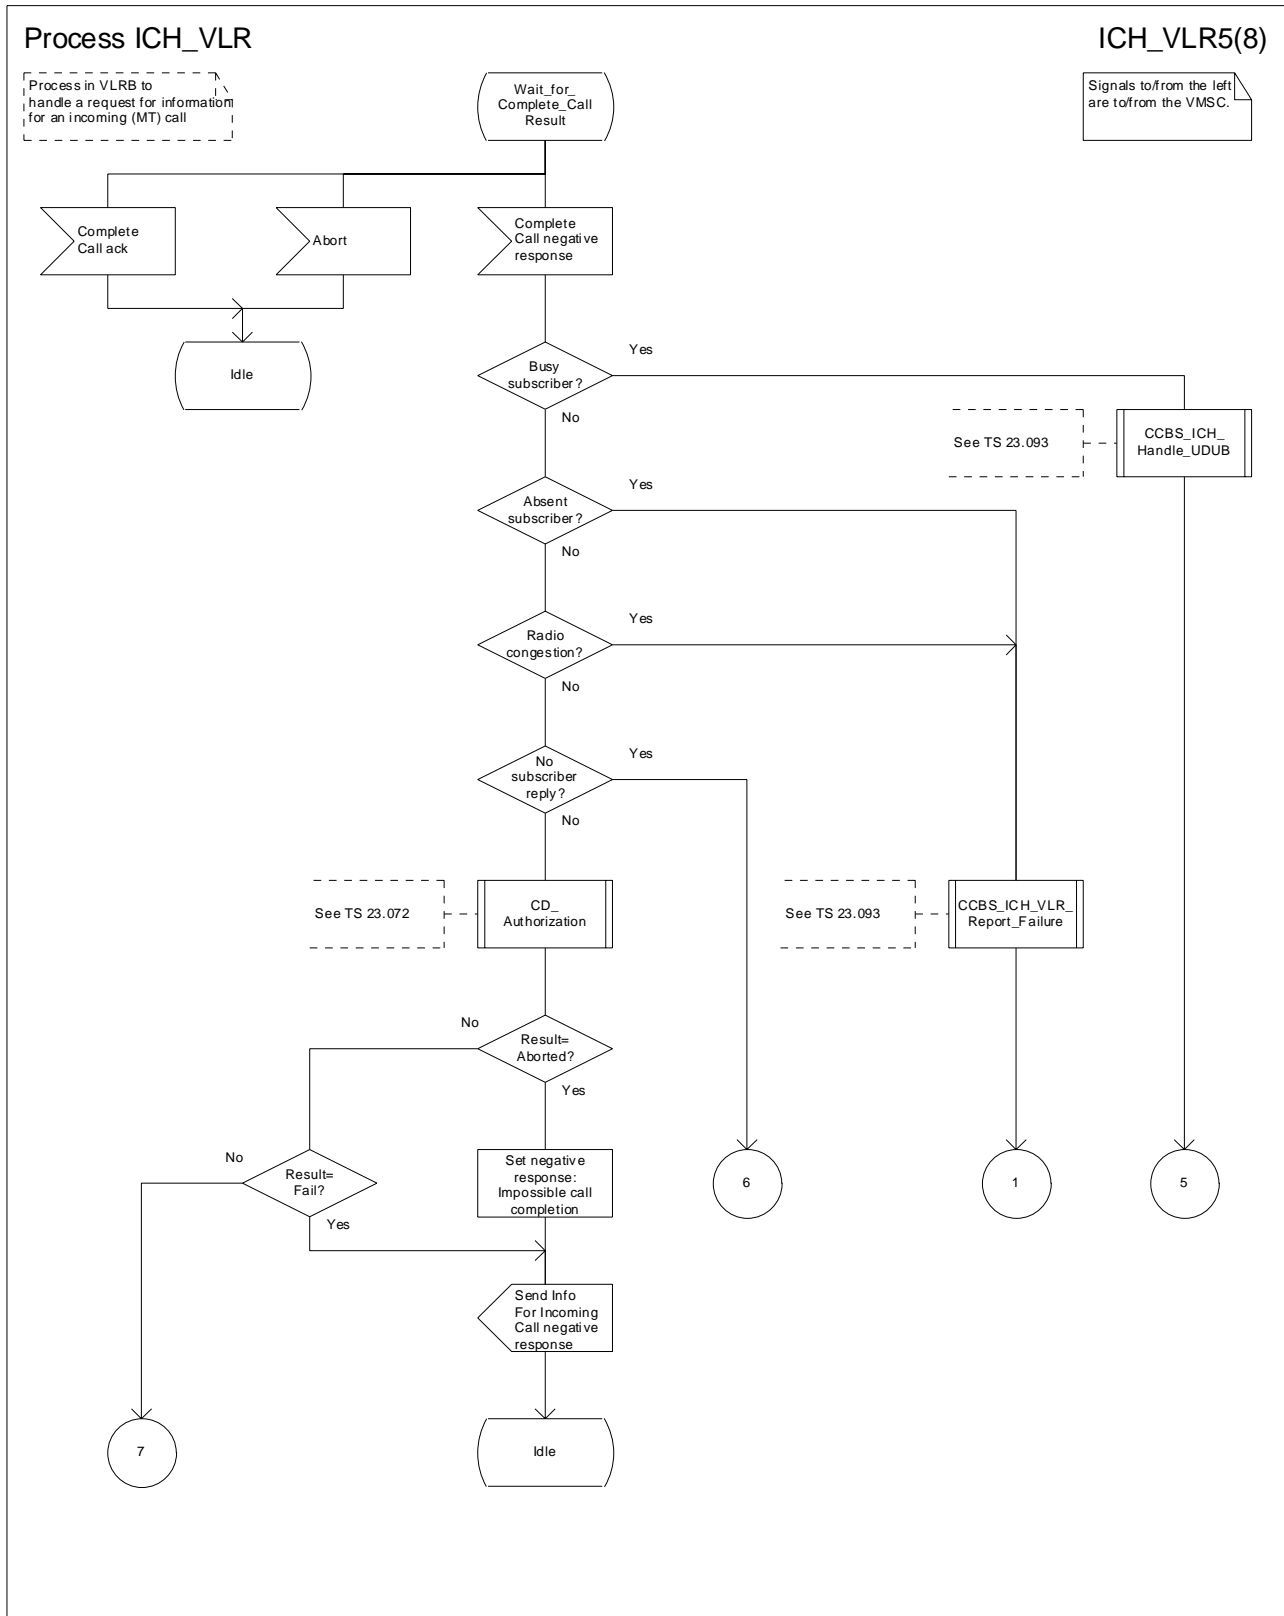 Process ICH_VLR
ICH_VLR5(8)
Process in VLRB to
handle a request for information
for an incoming (MT) call
Wait_for_
Complete_Call
Result
Signals to/from the left
are to/from the VMSC.
Complete
Call ack
Abort
Complete
Call negative
response
Idle
Busy
subscriber?
Yes
No
See TS 23.093
CCBS_ICH_
Handle_UDUB
Absent
subscriber?
Yes
No
Radio
congestion?
Yes
No
No
subscriber
reply?
Yes
No
See TS 23.072
CD_
Authorization
See TS 23.093
CCBS_ICH_VLR_
Report_Failure
No
Result=
Aborted?
Yes
No
Result=
Fail?
Yes
Set negative
response:
Impossible call
completion
6
1
5
Send Info
For Incoming
Call negative
response
7
Idle